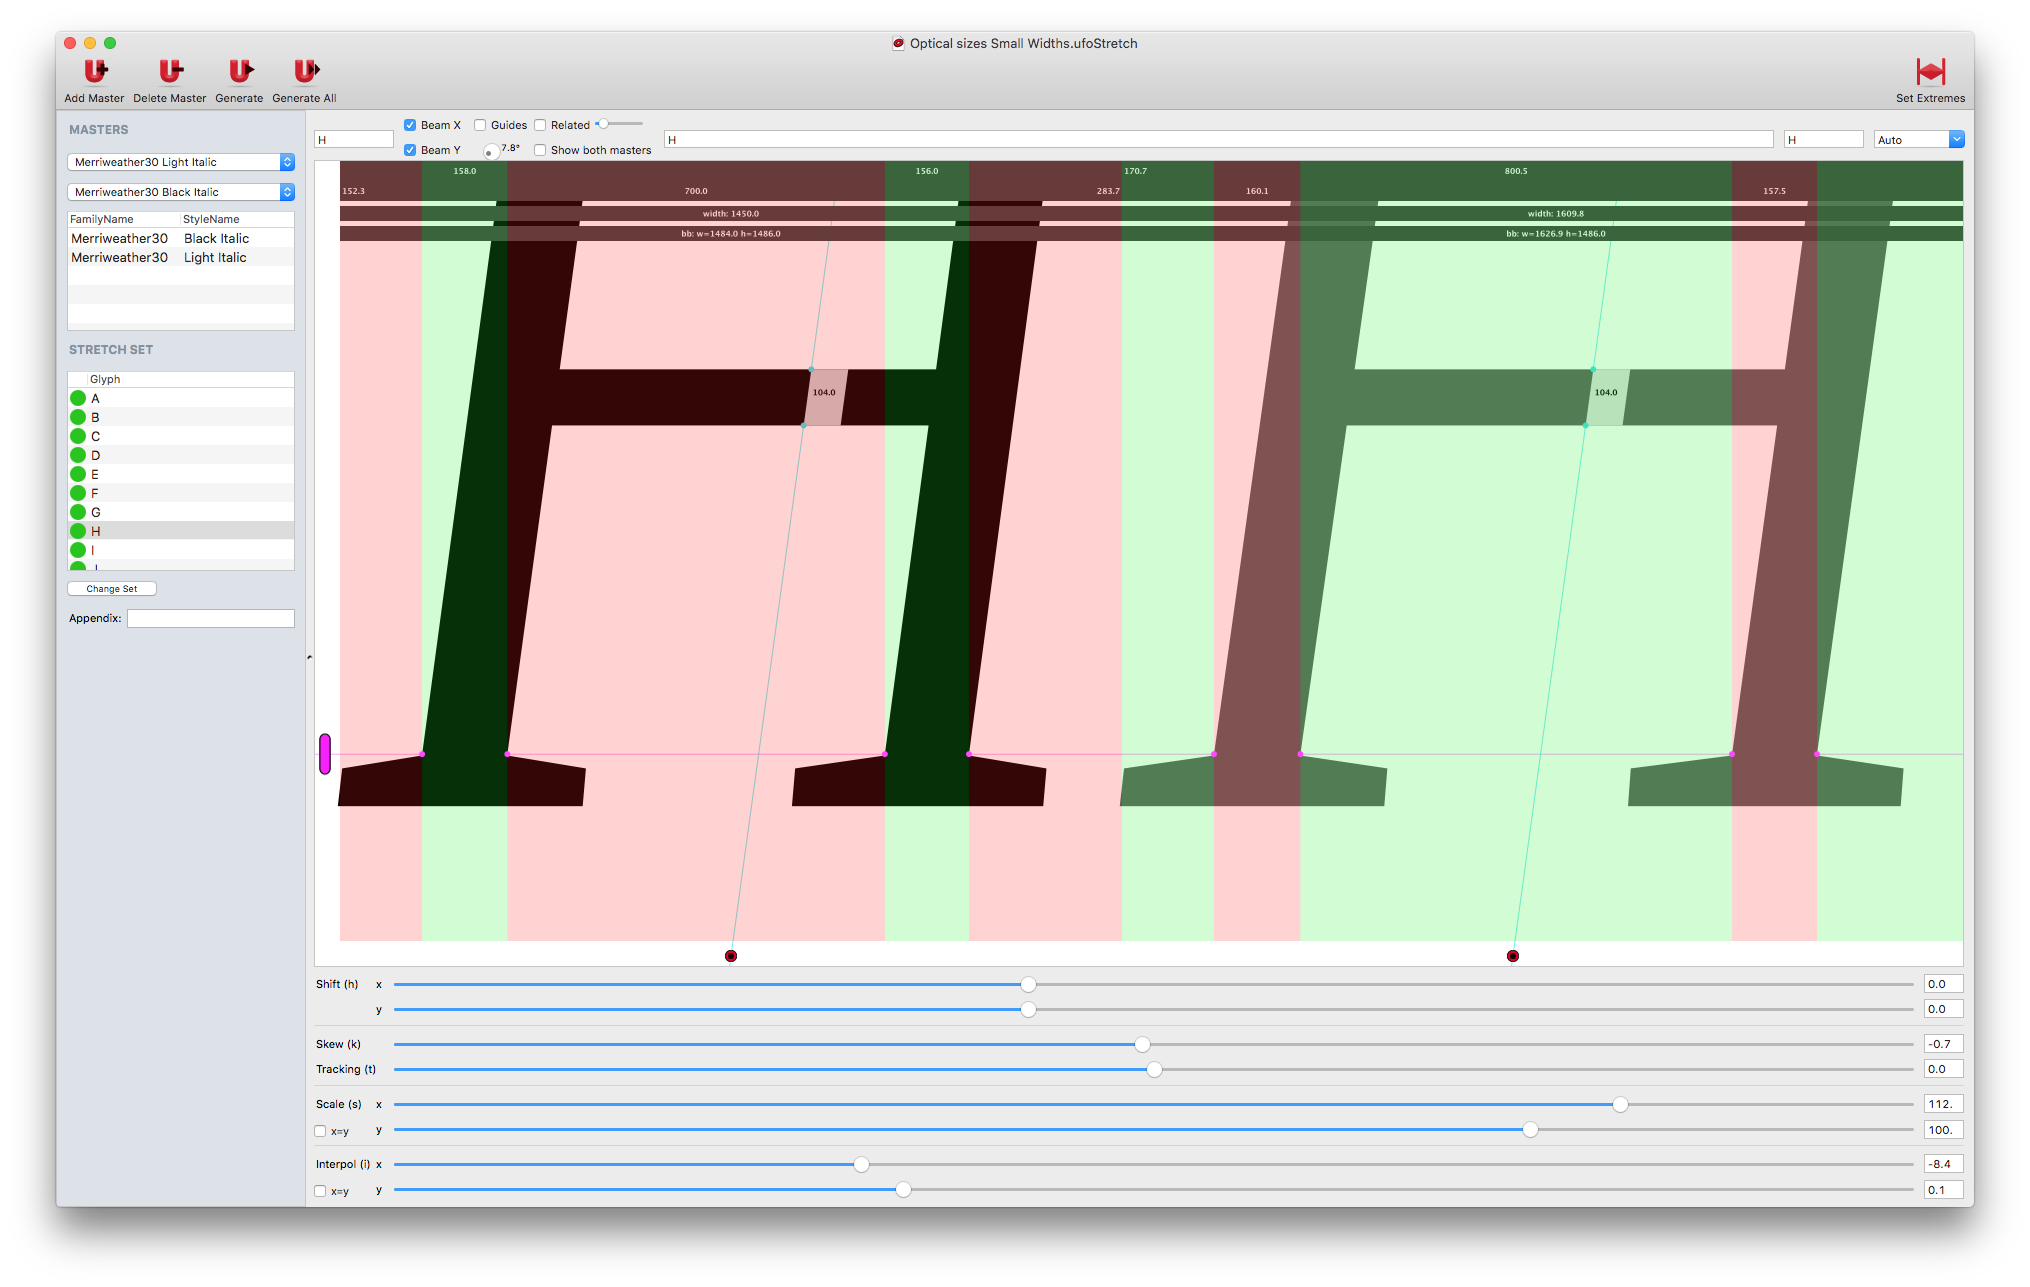 Optical sizes Small Widths.ufoStretch
Add Master Delete Master Generate Generate All Set Extremes
MASTERS
Merriweather30 Light Italic
Merriweather30 Black Italic
FamilyName StyleName
Merriweather30 Black Italic
Merriweather30 Light Italic
STRETCH SET
Glyph
A
B
C
D
E
F
G
H
I
J
Change Set
Appendix:
H
Beam X Guides Related
Beam Y 7.8° Show both masters
H
H
Auto
158.0 156.0 170.7 800.5
152.3 700.0 283.7 160.1 157.5
width: 1450.0 width: 1609.8
bb: w=1484.0 h=1486.0 bb: w=1626.9 h=1486.0
104.0 104.0
Shift (h) x 0.0
y 0.0
Skew (k) -0.7
Tracking (t) 0.0
Scale (s) x 112.
x=y y 100.
Interpol (i) x -8.4
x=y y 0.1